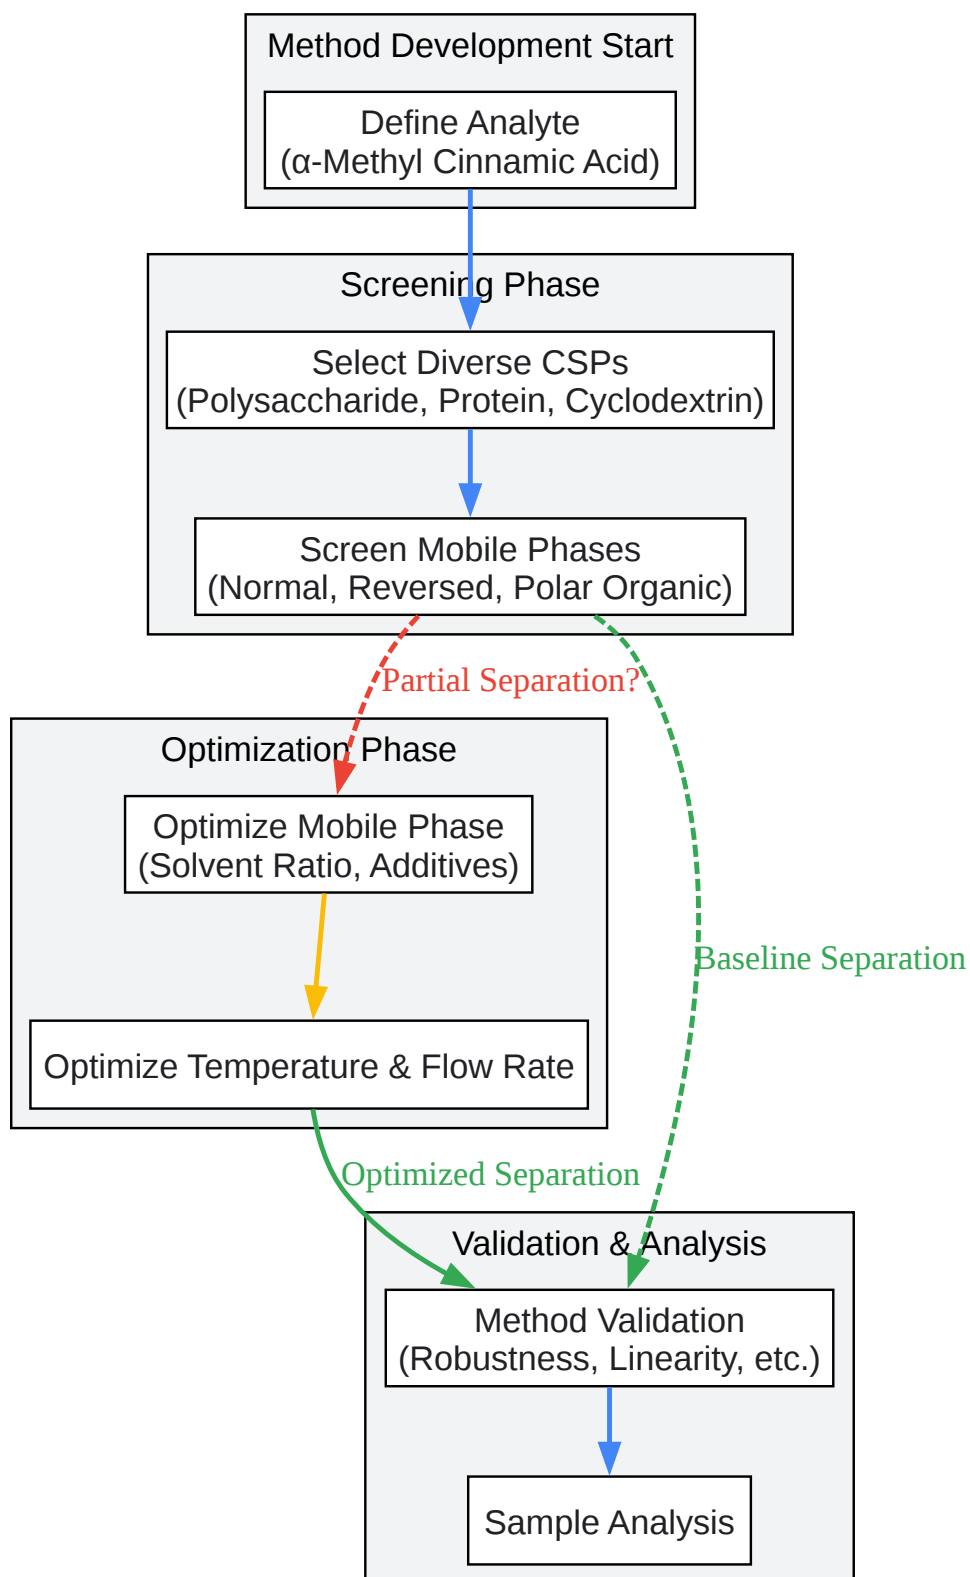 Method Development Start
Define Analyte
(α-Methyl Cinnamic Acid)
Screening Phase
Select Diverse CSPs
(Polysaccharide, Protein, Cyclodextrin)
Screen Mobile Phases
(Normal, Reversed, Polar Organic)
Partial Separation?
Optimization Phase
Optimize Mobile Phase
(Solvent Ratio, Additives)
Baseline Separation
Optimize Temperature & Flow Rate
Optimized Separation
Validation & Analysis
Method Validation
(Robustness, Linearity, etc.)
Sample Analysis